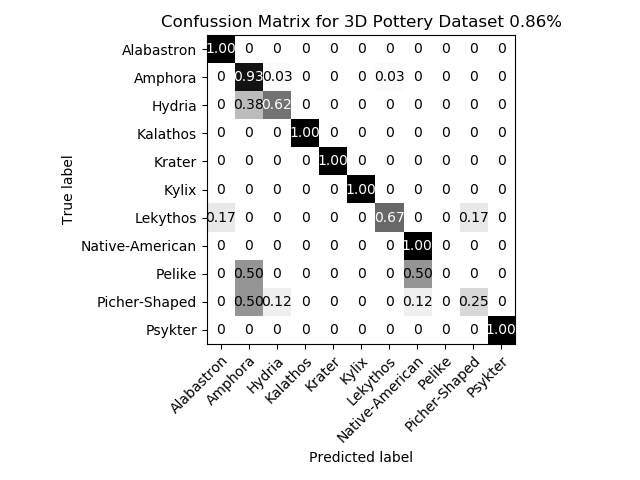 Confussion Matrix for 3D Pottery Dataset 0.86%
Alabastron 1.00 0 0 0 0 0 0 0 0 0 0
Amphora 0 0.93 0.03 0 0 0 0.03 0 0 0 0
Hydria 0 0.38 0.62 0 0 0 0 0 0 0 0
Kalathos 0 0 0 1.00 0 0 0 0 0 0 0
Krater 0 0 0 0 1.00 0 0 0 0 0 0
Kylix 0 0 0 0 0 1.00 0 0 0 0 0
Lekythos 0.17 0 0 0 0 0 0.67 0 0 0.17 0
Native-American 0 0 0 0 0 0 0 1.00 0 0 0
Pelike 0 0.50 0 0 0 0 0 0.50 0 0 0
Picher-Shaped 0 0.50 0.12 0 0 0 0 0.12 0 0.25 0
Psykter 0 0 0 0 0 0 0 0 0 0 1.00
True label
Alabastron Amphora Hydria Kalathos Krater Kylix Lekythos Native-American Pelike Picher-Shaped Psykter
Predicted label